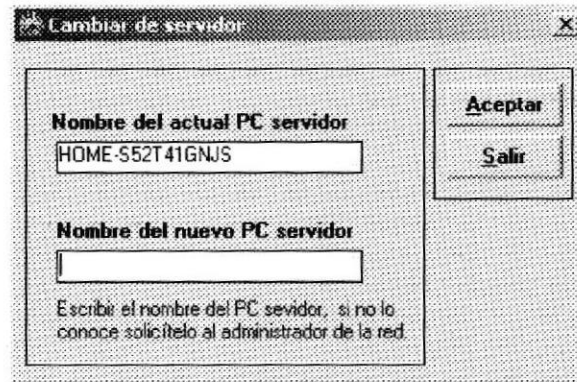 Cambiar de servidor
Nombre del actual PC servidor
HOME-S52T41GNJS
Nombre del nuevo PC servidor
Escribir el nombre del PC sevidor, si no lo
conoce solicítelo al administrador de la red.
Aceptar
Salir